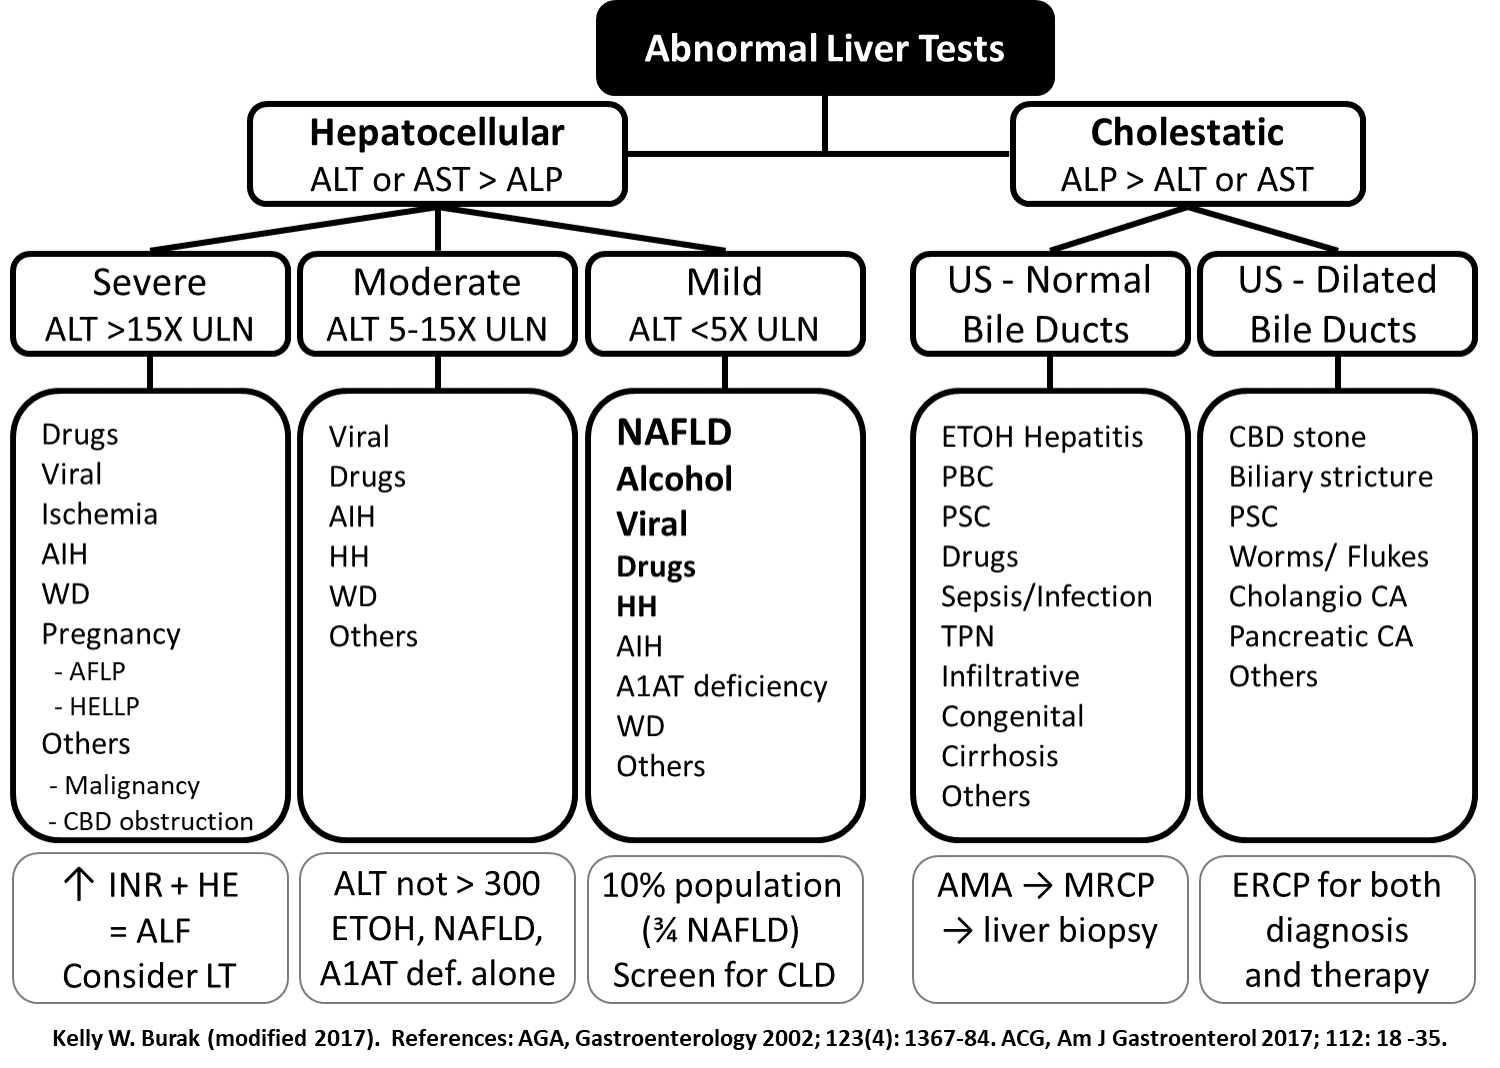 Abnormal Liver Tests
Hepatocellular
ALT or AST > ALP
Cholestatic
ALP > ALT or AST
Severe
ALT >15X ULN
Moderate
ALT 5-15X ULN
Mild
ALT <5X ULN
US - Normal
Bile Ducts
US - Dilated
Bile Ducts
Drugs
Viral
Ischemia
AIH
WD
Pregnancy
- AFLP
- HELLP
Others
- Malignancy
- CBD obstruction
Viral
Drugs
AIH
HH
WD
Others
NAFLD
Alcohol
Viral
Drugs
HH
AIH
A1AT deficiency
WD
Others
ETOH Hepatitis
PBC
PSC
Drugs
Sepsis/Infection
TPN
Infiltrative
Congenital
Cirrhosis
Others
CBD stone
Biliary stricture
PSC
Worms/ Flukes
Cholangio CA
Pancreatic CA
Others
↑ INR + HE
= ALF
Consider LT
ALT not > 300
ETOH, NAFLD,
A1AT def. alone
10% population
(¾ NAFLD)
Screen for CLD
AMA → MRCP
→ liver biopsy
ERCP for both
diagnosis
and therapy
Kelly W. Burak (modified 2017). References: AGA, Gastroenterology 2002; 123(4): 1367-84. ACG, Am J Gastroenterol 2017; 112: 18 -35.